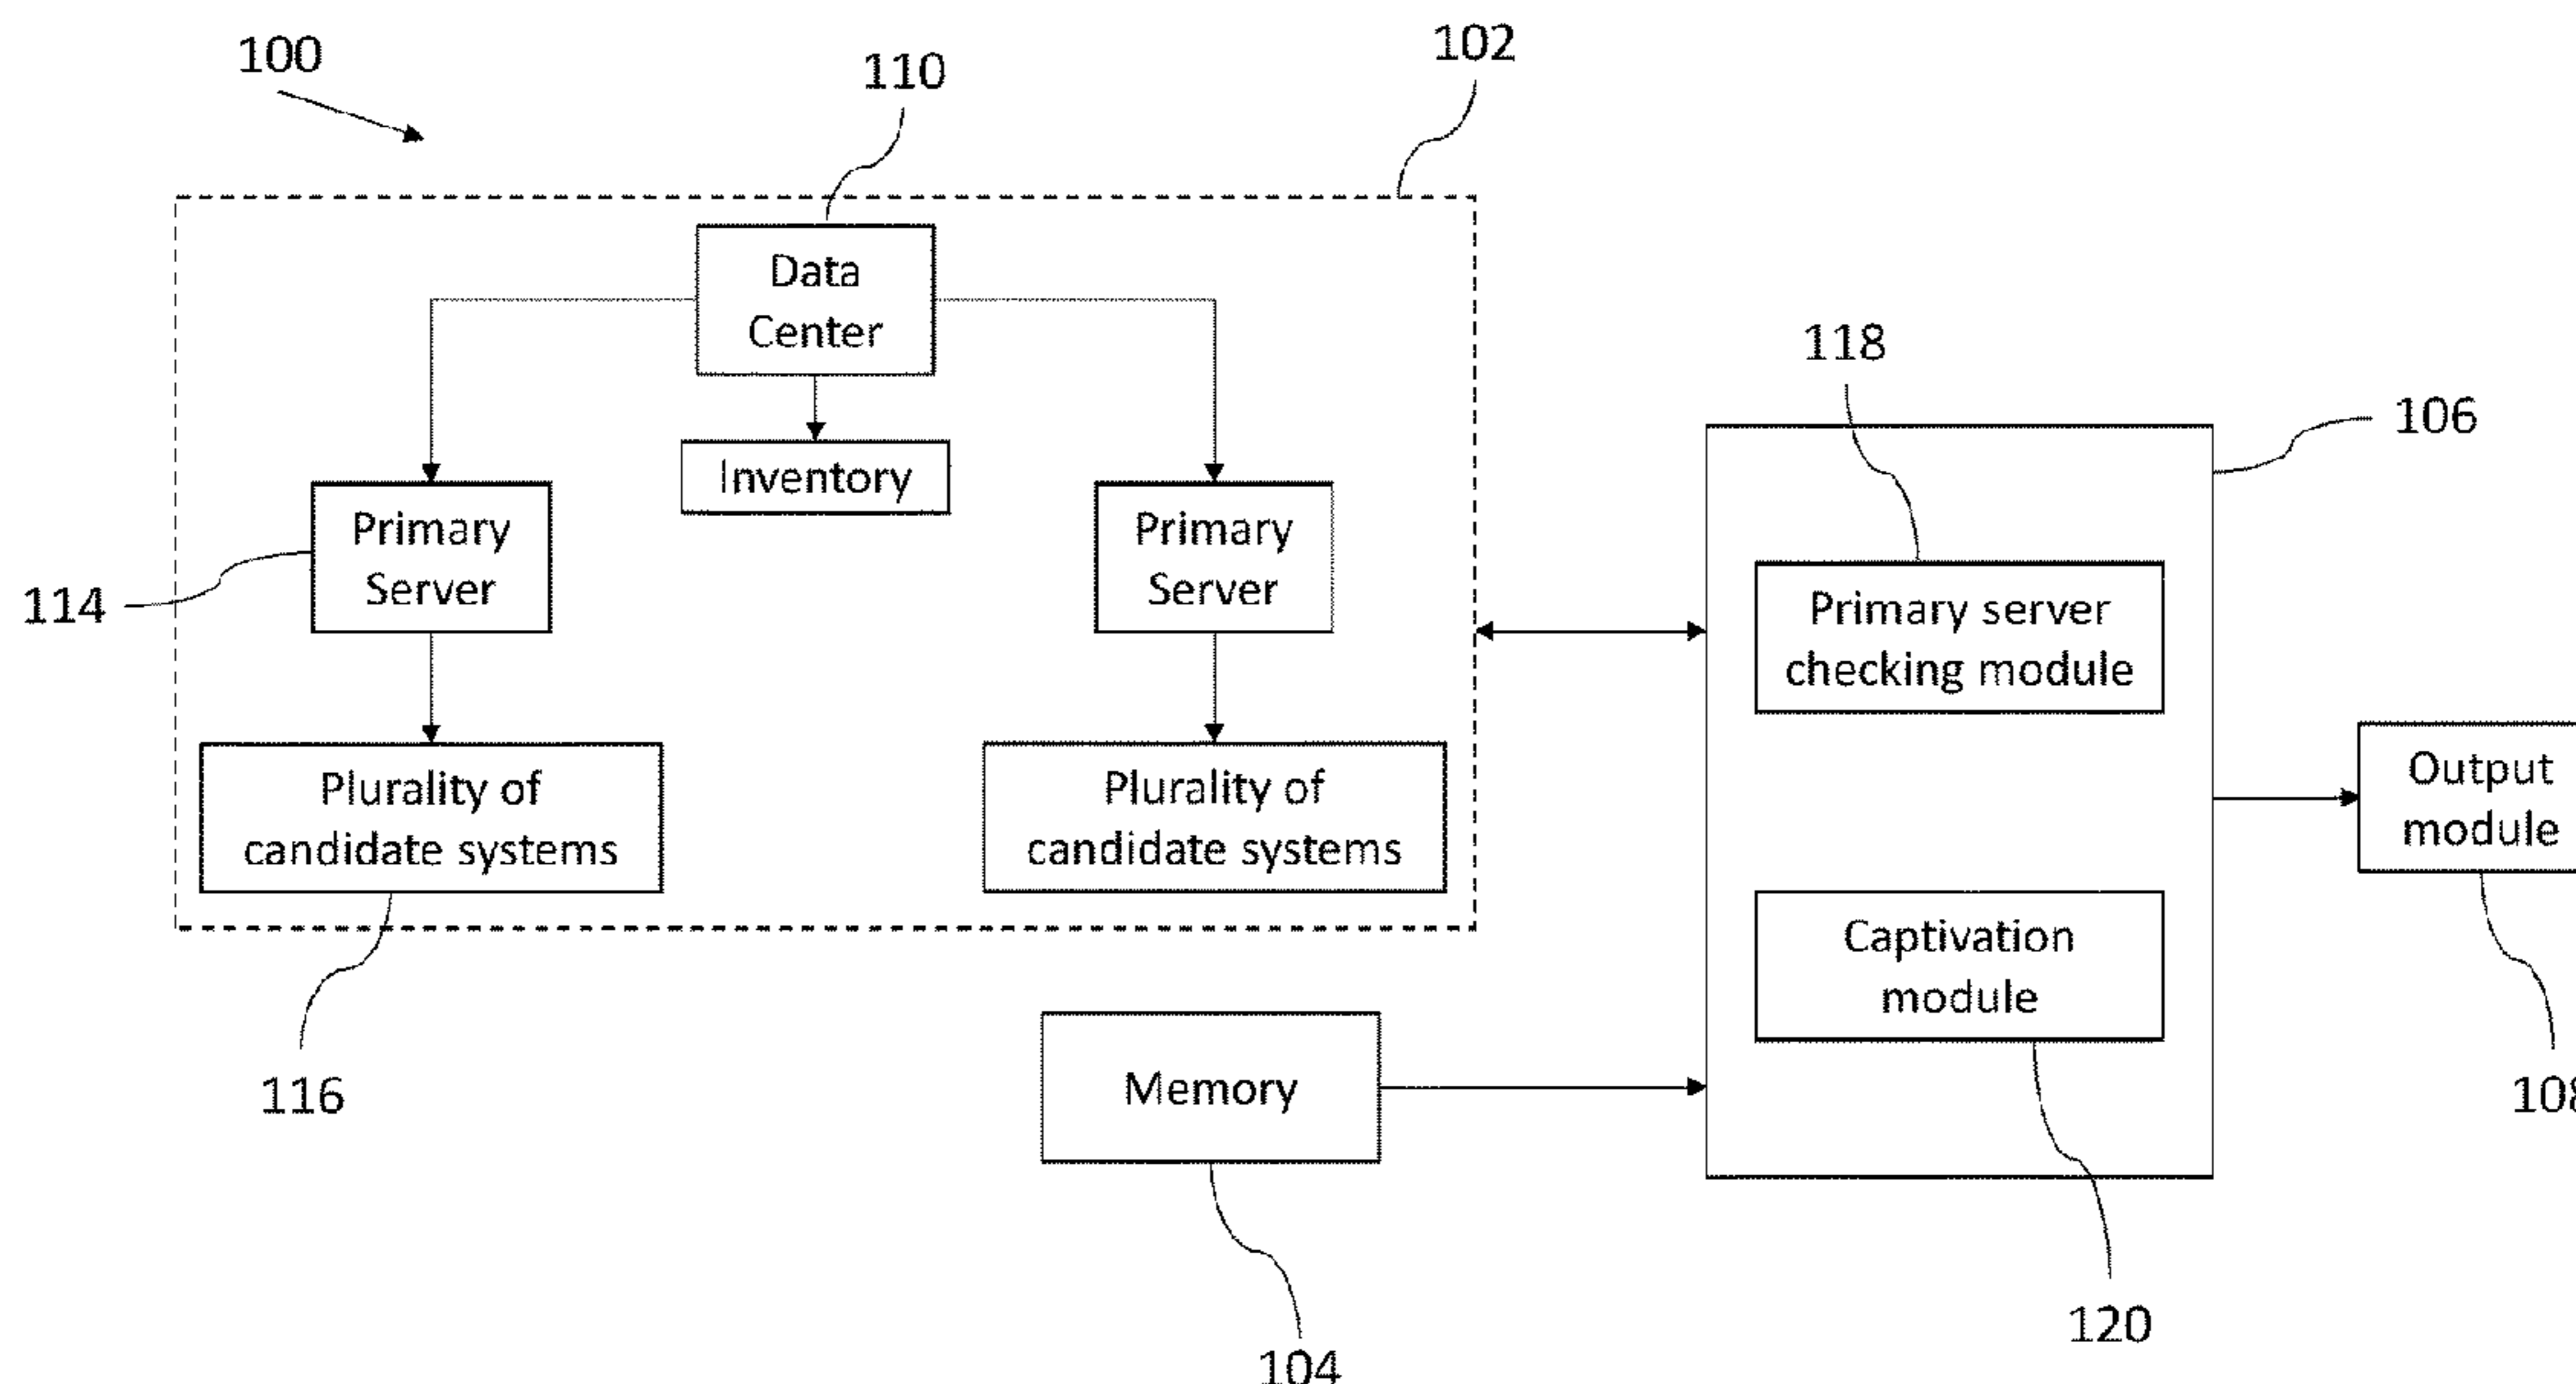 100
102
110
Data
Center
118
106
Inventory
Primary
Server
Primary
Server
114
Primary server
checking module
Plurality of
candidate systems
Plurality of
candidate systems
Output
module
Captivation
module
116
Memory
108
120
104